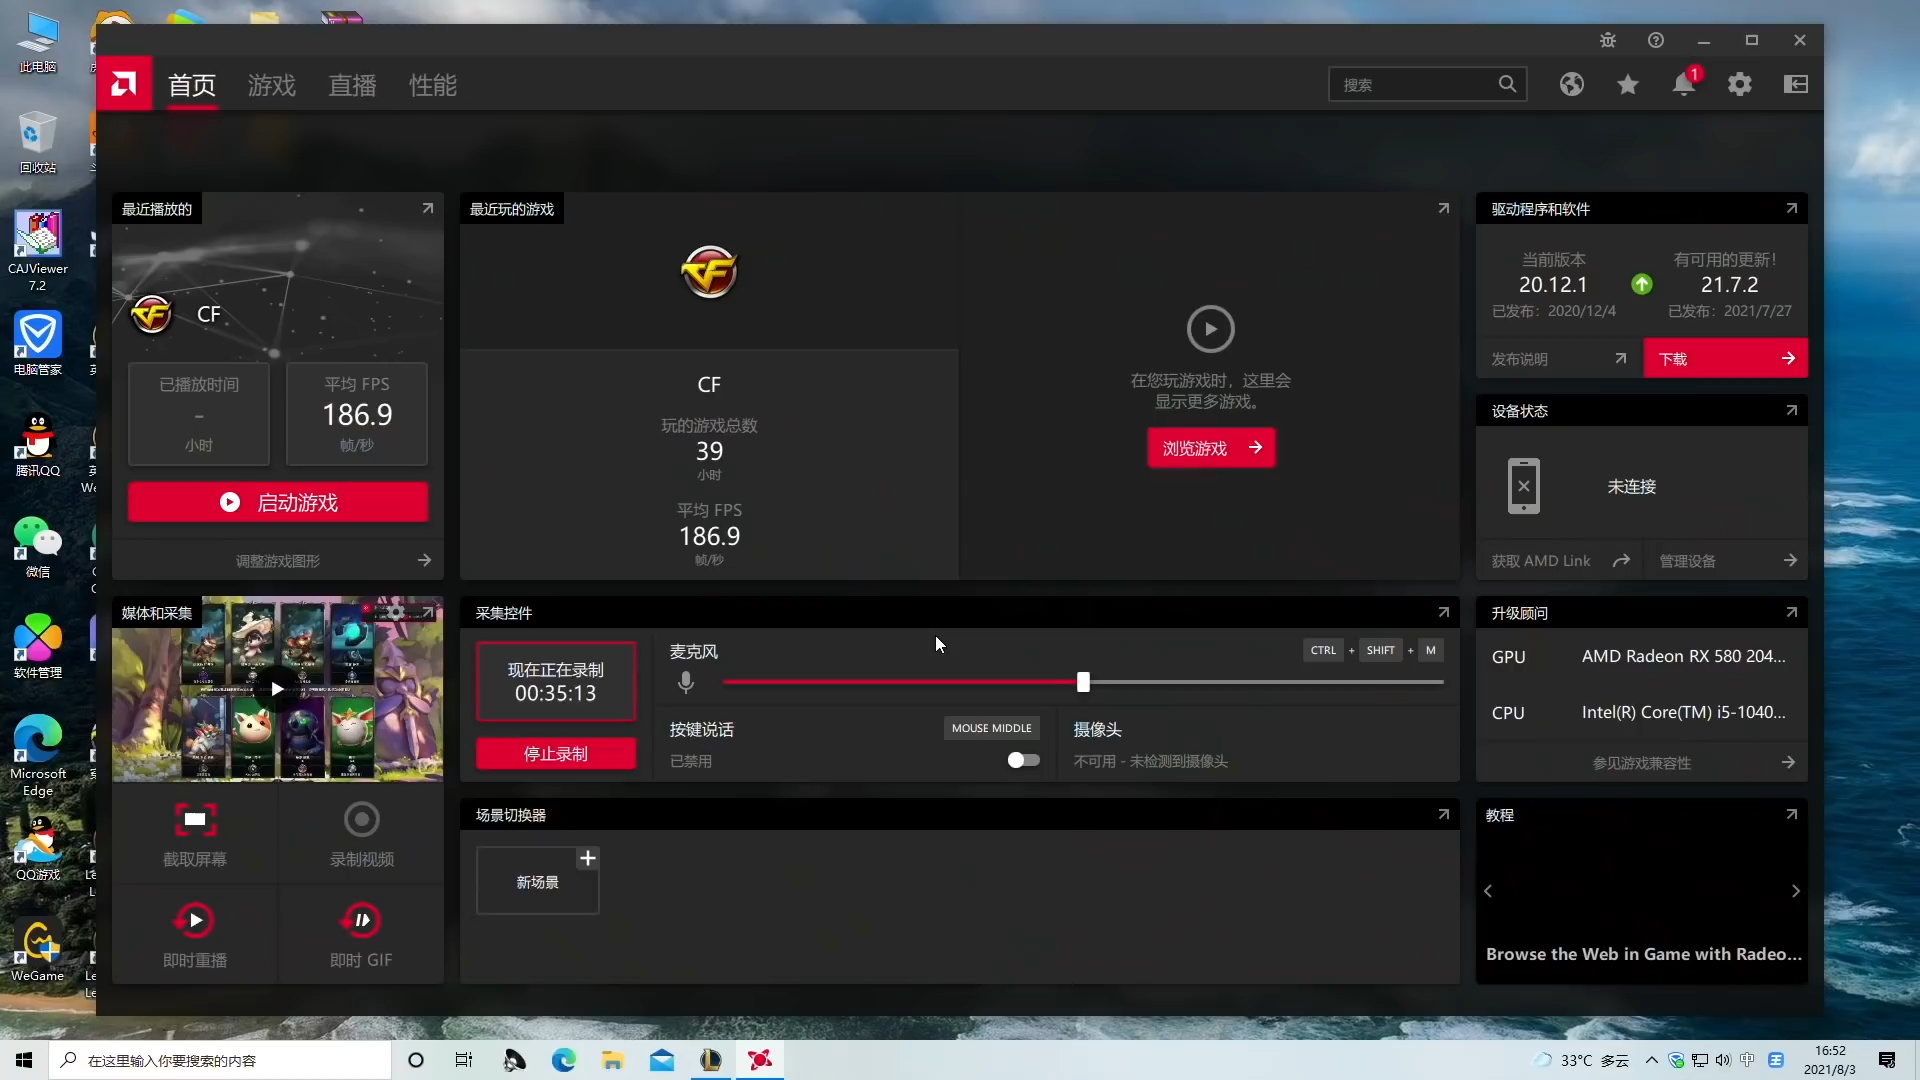 此电脑
回收站
CAJViewer
7.2
电脑管家
腾讯QQ
微信
软件管理
Microsoft
Edge
QQ游戏
WeGame
首页
游戏
直播
性能
搜索
1
最近播放的
CF
已播放时间
-
小时
平均 FPS
186.9
帧/秒
启动游戏
调整游戏图形
最近玩的游戏
CF
玩的游戏总数
39
小时
平均 FPS
186.9
帧/秒
在您玩游戏时，这里会
显示更多游戏。
浏览游戏
驱动程序和软件
当前版本
20.12.1
已发布：2020/12/4
有可用的更新!
21.7.2
已发布：2021/7/27
发布说明
下载
设备状态
未连接
获取 AMD Link
管理设备
媒体和采集
截取屏幕
录制视频
即时重播
即时 GIF
采集控件
现在正在录制
00:35:13
停止录制
麦克风
CTRL + SHIFT + M
按键说话
MOUSE MIDDLE
已禁用
摄像头
不可用 - 未检测到摄像头
场景切换器
新场景
升级顾问
GPU
AMD Radeon RX 580 204...
CPU
Intel(R) Core(TM) i5-1040...
参见游戏兼容性
教程
Browse the Web in Game with Radeo...
在这里输入你要搜索的内容
33°C 多云
中
16:52
2021/8/3